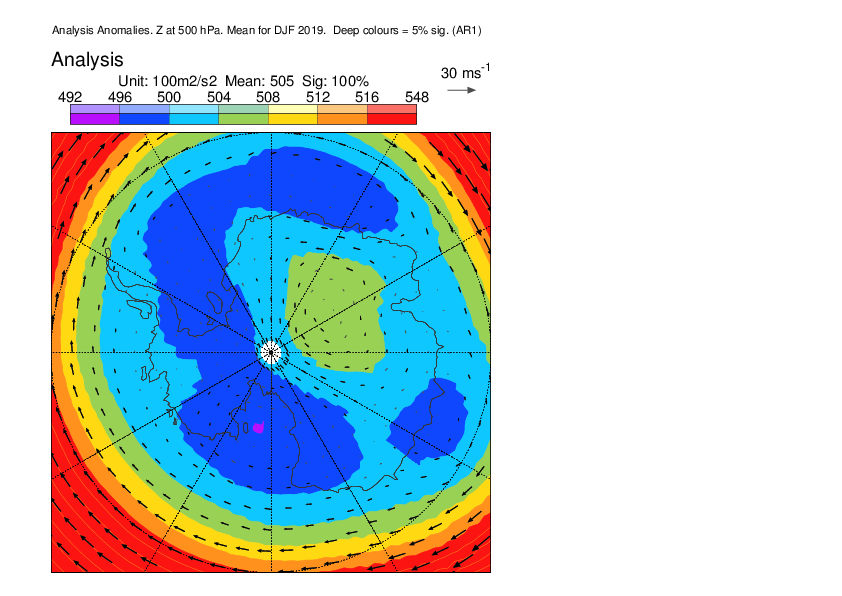 Analysis Anomalies. Z at 500 hPa. Mean for DJF 2019.  Deep colours = 5% sig. (AR1)
Analysis
30 ms-1
Unit: 100m2/s2  Mean: 505  Sig: 100%
492 496 500 504 508 512 516 548